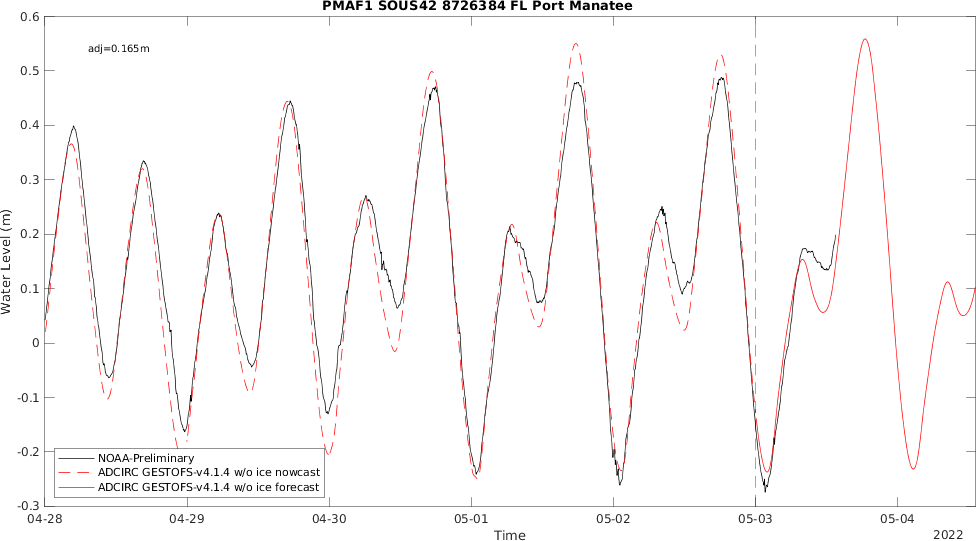 PMAF1 SOUS42 8726384 FL Port Manatee
adj=0.165m
0.6
0.5
0.4
0.3
0.2
0.1
0
-0.1
-0.2
-0.3
Water Level (m)
NOAA-Preliminary
ADCIRC GESTOFS-v4.1.4 w/o ice nowcast
ADCIRC GESTOFS-v4.1.4 w/o ice forecast
04-28 04-29 04-30 05-01 05-02 05-03 05-04
Time
2022